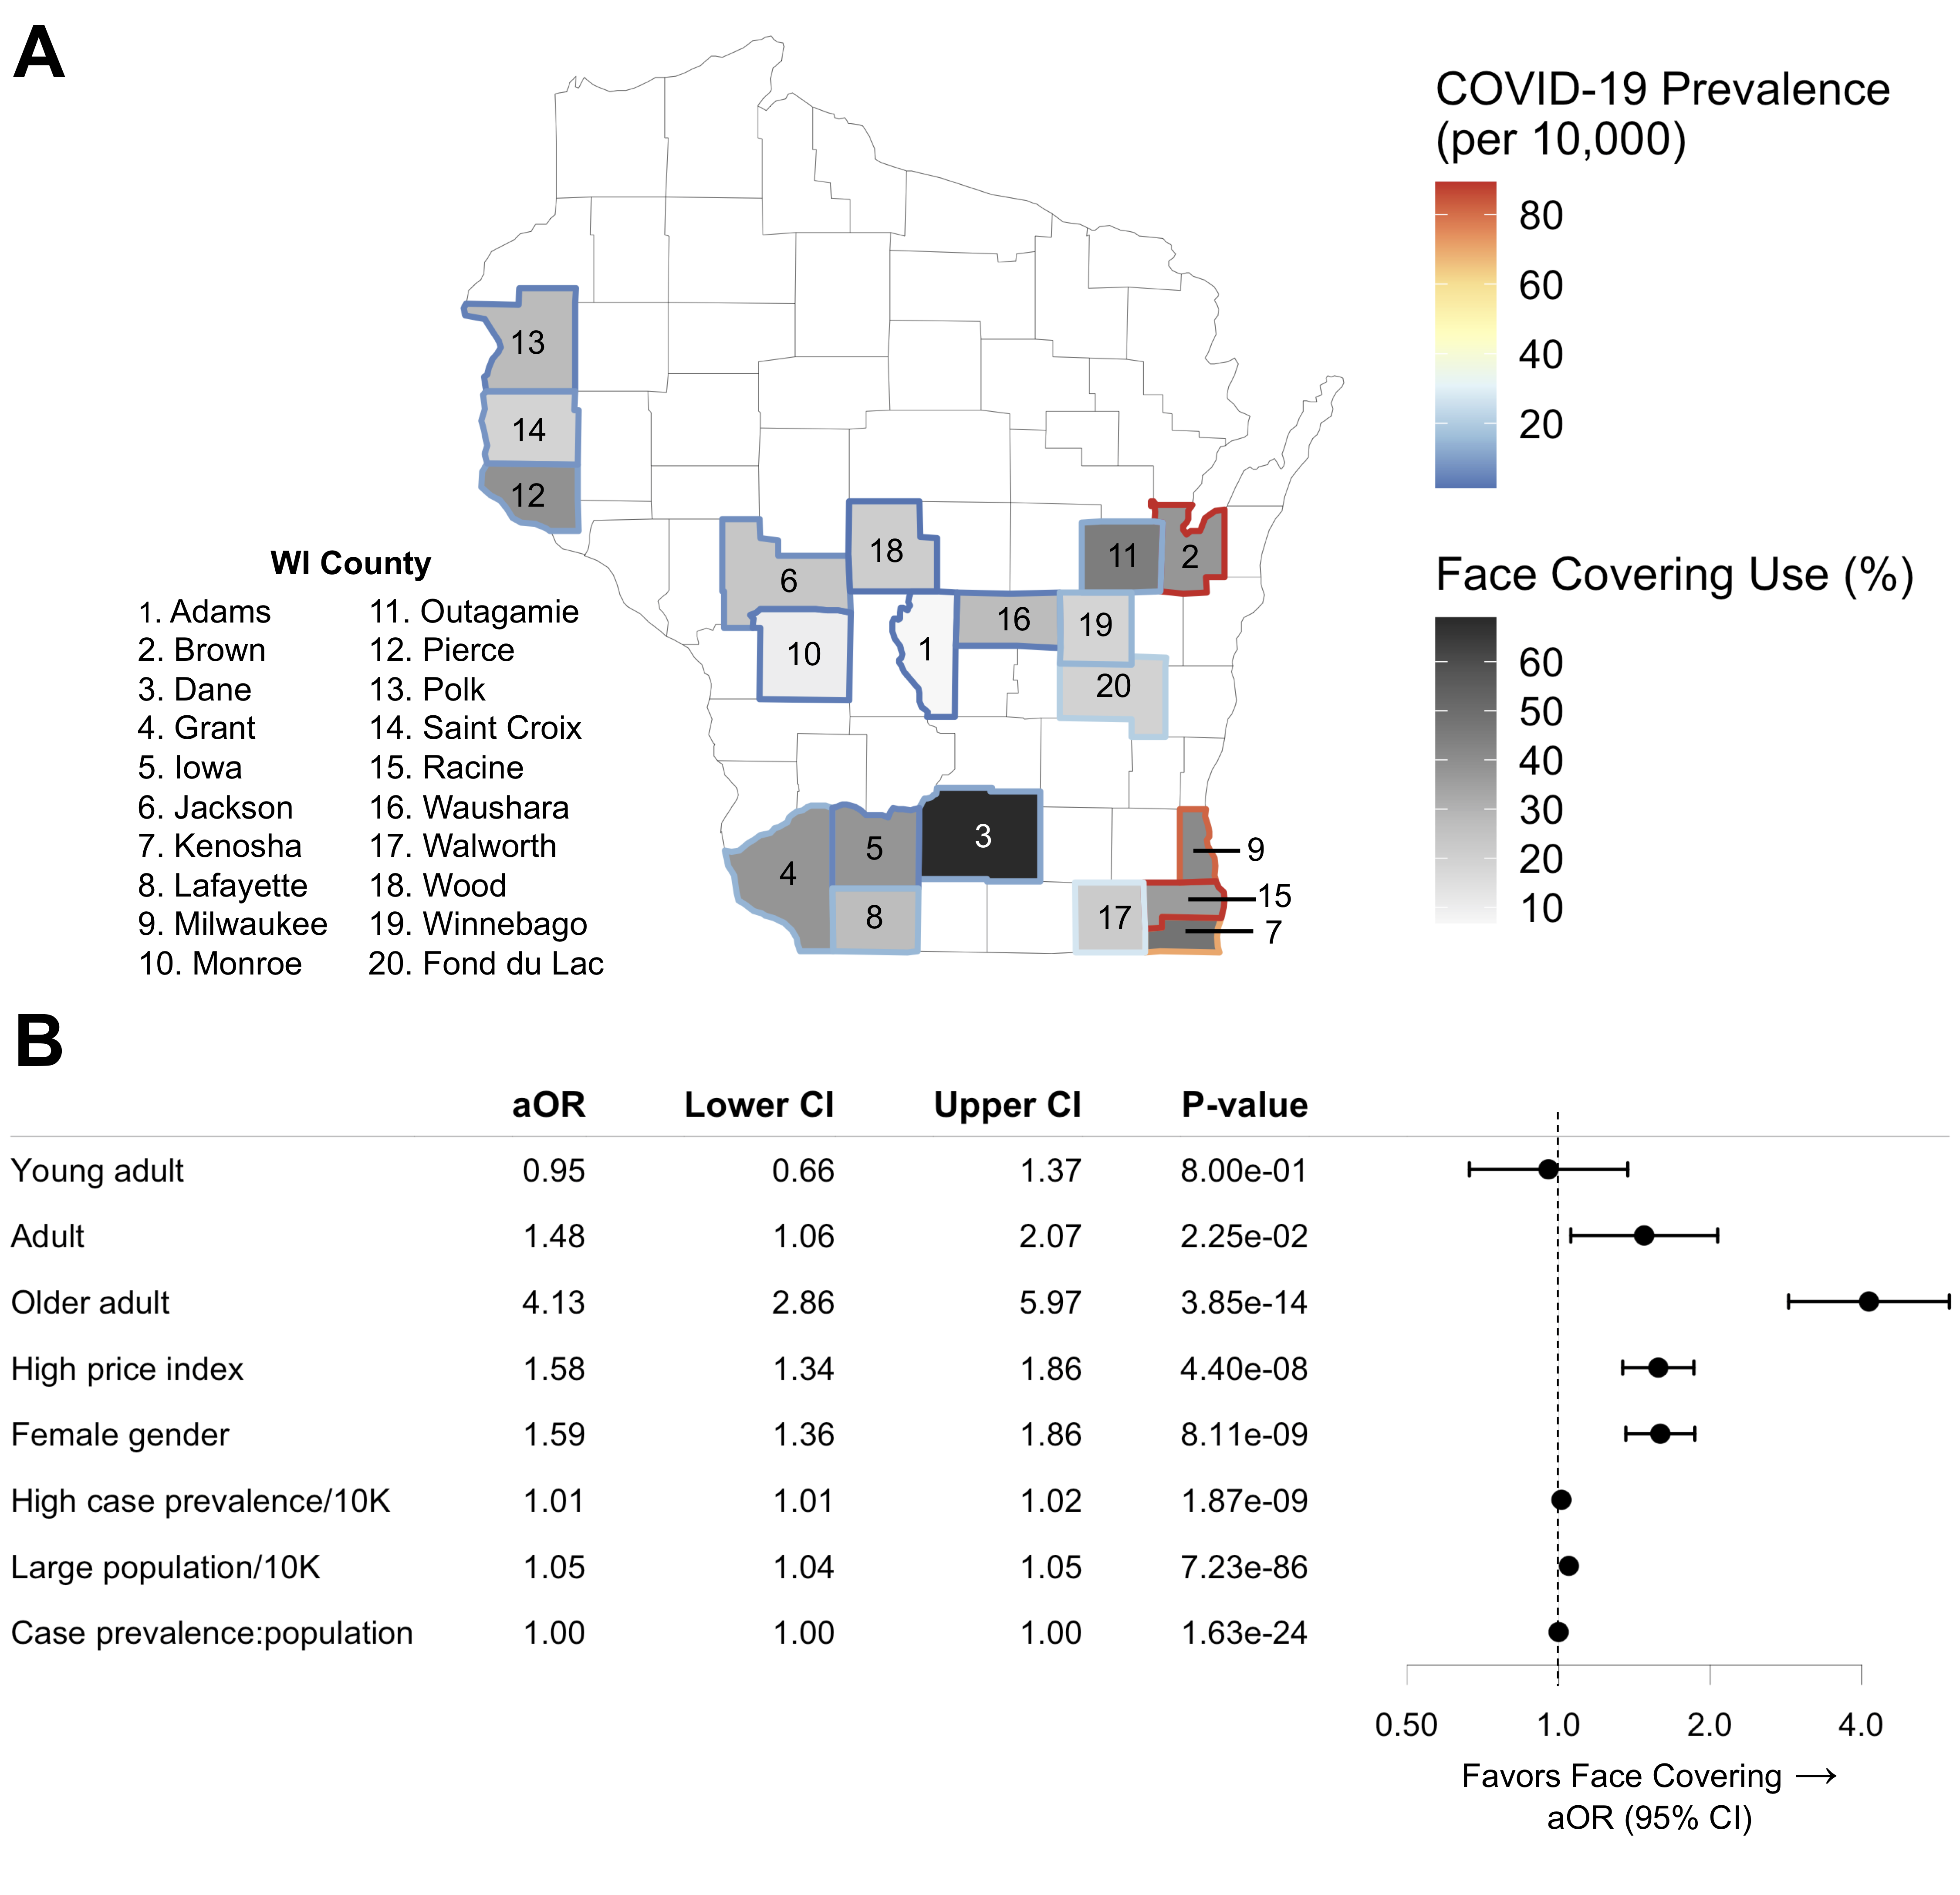 A
COVID-19 Prevalence
(per 10,000)
80
60
40
20
Face Covering Use (%)
60
50
40
30
20
10
13
14
12
18
6
10
1
16
19
20
11
2
4
5
3
8
17
9
15
7
WI County
1. Adams 11. Outagamie
2. Brown 12. Pierce
3. Dane 13. Polk
4. Grant 14. Saint Croix
5. Iowa 15. Racine
6. Jackson 16. Waushara
7. Kenosha 17. Walworth
8. Lafayette 18. Wood
9. Milwaukee 19. Winnebago
10. Monroe 20. Fond du Lac
B
aOR Lower CI Upper CI P-value
Young adult 0.95 0.66 1.37 8.00e-01
Adult 1.48 1.06 2.07 2.25e-02
Older adult 4.13 2.86 5.97 3.85e-14
High price index 1.58 1.34 1.86 4.40e-08
Female gender 1.59 1.36 1.86 8.11e-09
High case prevalence/10K 1.01 1.01 1.02 1.87e-09
Large population/10K 1.05 1.04 1.05 7.23e-86
Case prevalence:population 1.00 1.00 1.00 1.63e-24
0.50 1.0 2.0 4.0
Favors Face Covering →
aOR (95% CI)